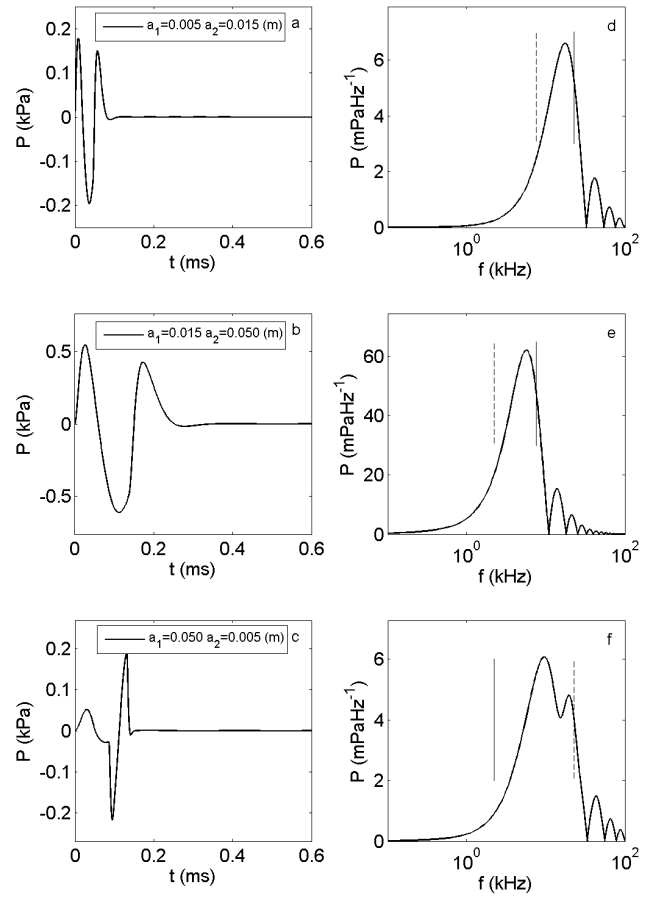 a₁=0.005 a₂=0.015 (m)
a
P (kPa)
0.2
0.1
0
-0.1
-0.2
0
0.2
0.4
0.6
t (ms)
d
P (mPaHz⁻¹)
6
4
2
0
10⁰
10²
f (kHz)
a₁=0.015 a₂=0.050 (m)
b
P (kPa)
0.5
0
-0.5
0
0.2
0.4
0.6
t (ms)
e
P (mPaHz⁻¹)
60
40
20
0
10⁰
10²
f (kHz)
a₁=0.050 a₂=0.005 (m)
c
P (kPa)
0.2
0.1
0
-0.1
-0.2
0
0.2
0.4
0.6
t (ms)
f
P (mPaHz⁻¹)
6
4
2
0
10⁰
10²
f (kHz)